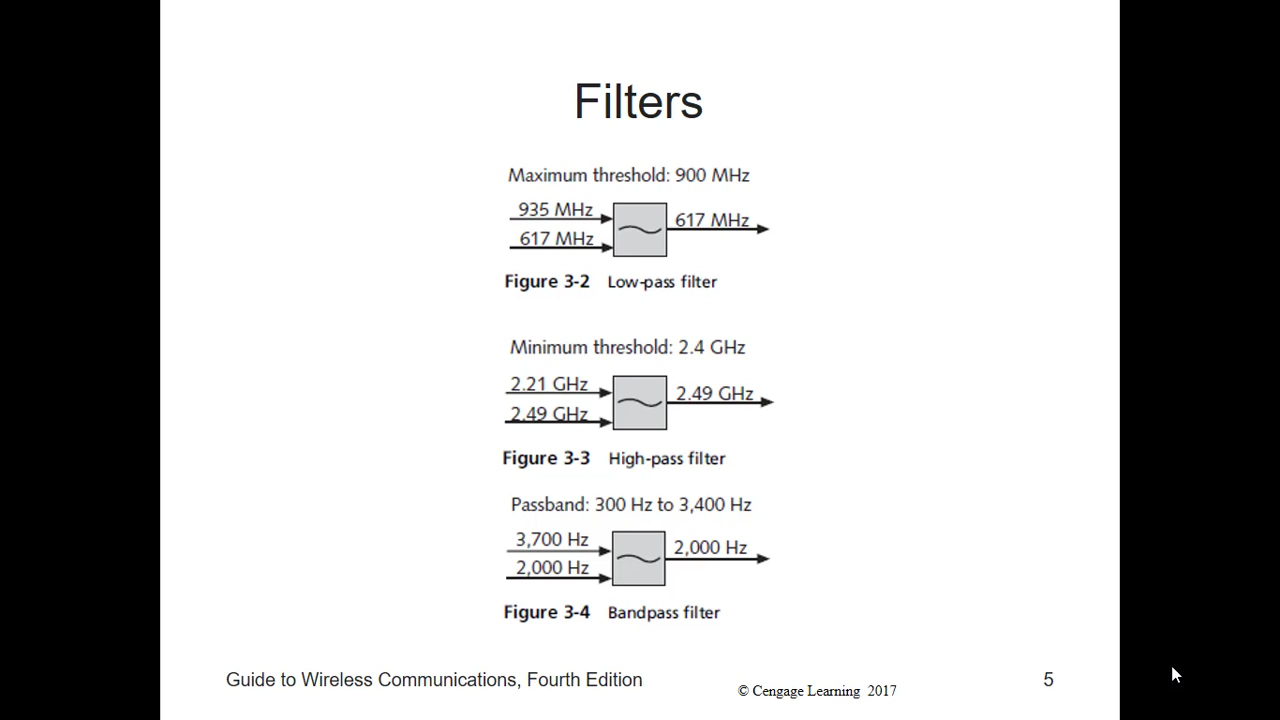 Filters
Maximum threshold: 900 MHz
935 MHz
617 MHz
617 MHz
Figure 3-2 Low-pass filter
Minimum threshold: 2.4 GHz
2.21 GHz
2.49 GHz
2.49 GHz
Figure 3-3 High-pass filter
Passband: 300 Hz to 3,400 Hz
3,700 Hz
2,000 Hz
2,000 Hz
Figure 3-4 Bandpass filter
Guide to Wireless Communications, Fourth Edition
© Cengage Learning 2017
5